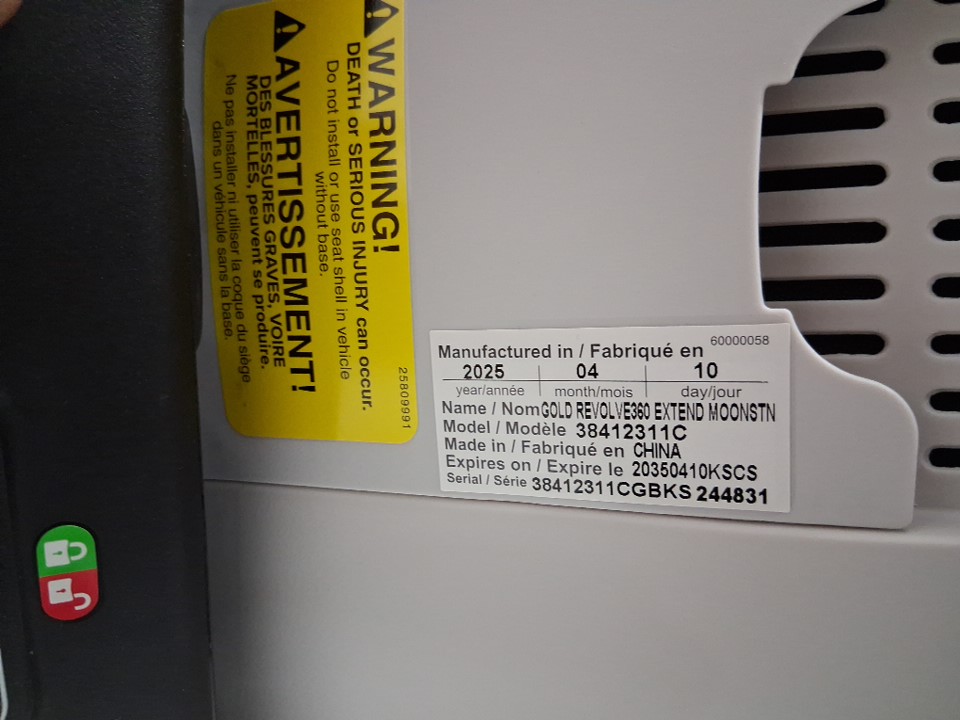 WARNING!
DEATH or SERIOUS INJURY can occur.
Do not install or use seat shell in vehicle
without base.
AVERTISSEMENT!
DES BLESSURES GRAVES, VOIRE
MORTELLES, peuvent se produire.
Ne pas installer ni utiliser la coque du siège
dans un véhicule sans la base.
25809991
60000058
Manufactured in / Fabriqué en
2025 04 10
year/année month/mois day/jour
Name / Nom GOLD REVOLVE360 EXTEND MOONSTN
Model / Modèle 38412311C
Made in / Fabriqué en CHINA
Expires on / Expire le 20350410KSCS
Serial / Série 38412311CGBKS 244831